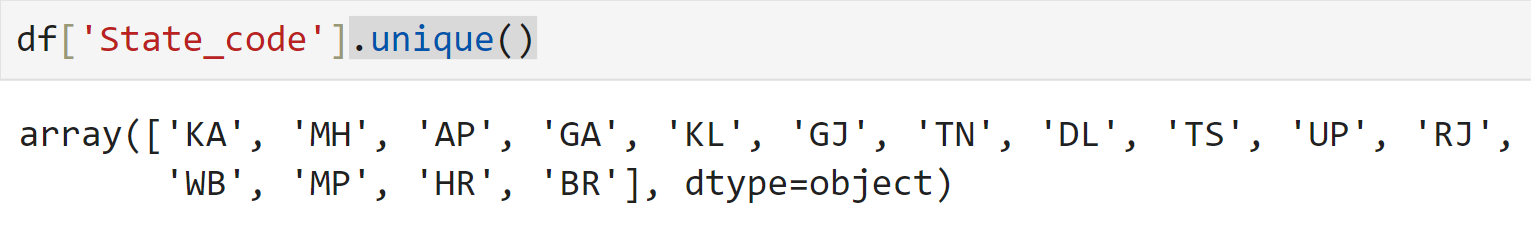 df['State_code'].unique()
array(['KA', 'MH', 'AP', 'GA', 'KL', 'GJ', 'TN', 'DL', 'TS', 'UP', 'RJ',
'WB', 'MP', 'HR', 'BR'], dtype=object)